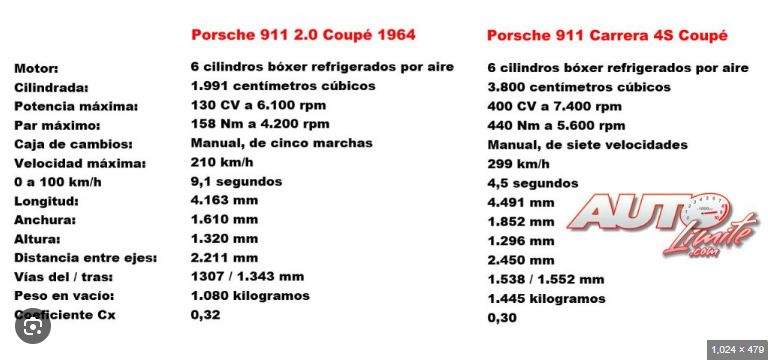 Porsche 911 2.0 Coupé 1964 Porsche 911 Carrera 4S Coupé
Motor: 6 cilindros bóxer refrigerados por aire 6 cilindros bóxer refrigerados por aire
Cilindrada: 1.991 centímetros cúbicos 3.800 centímetros cúbicos
Potencia máxima: 130 CV a 6.100 rpm 400 CV a 7.400 rpm
Par máximo: 158 Nm a 4.200 rpm 440 Nm a 5.600 rpm
Caja de cambios: Manual, de cinco marchas Manual, de siete velocidades
Velocidad máxima: 210 km/h 299 km/h
0 a 100 km/h 9,1 segundos 4,5 segundos
Longitud: 4.163 mm 4.491 mm
Anchura: 1.610 mm 1.852 mm
Altura: 1.320 mm 1.296 mm
Distancia entre ejes: 2.211 mm 2.450 mm
Vías del / tras: 1307 / 1.343 mm 1.538 / 1.552 mm
Peso en vacío: 1.080 kilogramos 1.445 kilogramos
Coeficiente Cx 0,32 0,30
AUTO
Límite
.com
1,024 × 479